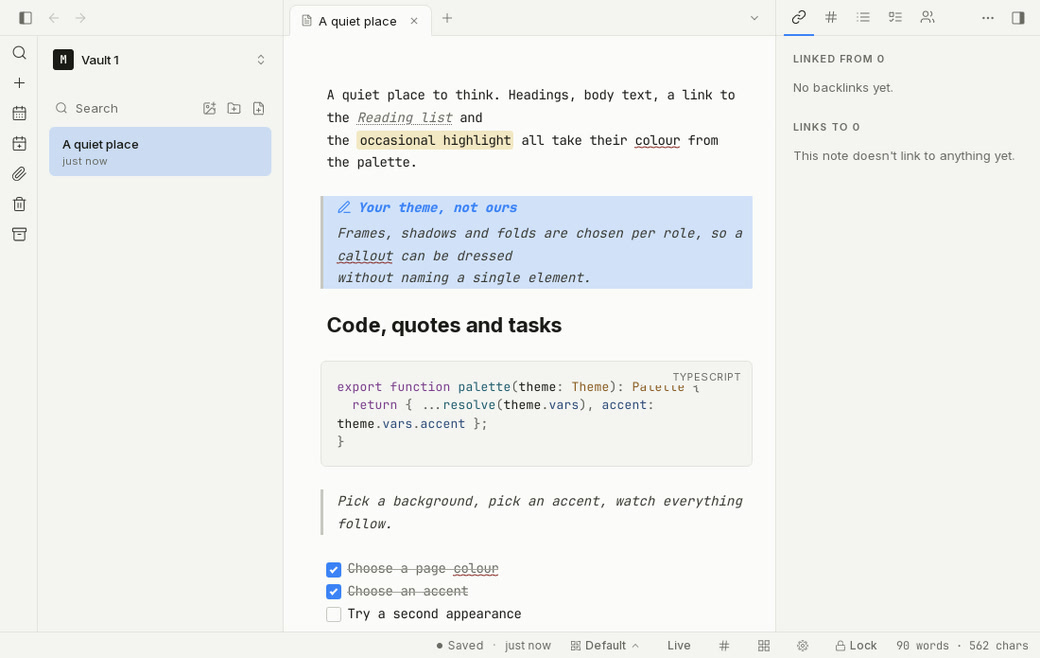 A quiet place
M Vault 1
Search
A quiet place
just now
A quiet place to think. Headings, body text, a link to
the Reading list and
the occasional highlight all take their colour from
the palette.
Your theme, not ours
Frames, shadows and folds are chosen per role, so a
callout can be dressed
without naming a single element.
Code, quotes and tasks
TYPESCRIPT
export function palette(theme: Theme): Palette {
return { ...resolve(theme.vars), accent:
theme.vars.accent };
}
Pick a background, pick an accent, watch everything
follow.
Choose a page colour
Choose an accent
Try a second appearance
LINKED FROM 0
No backlinks yet.
LINKS TO 0
This note doesn't link to anything yet.
Saved · just now Default Live Lock 90 words · 562 chars